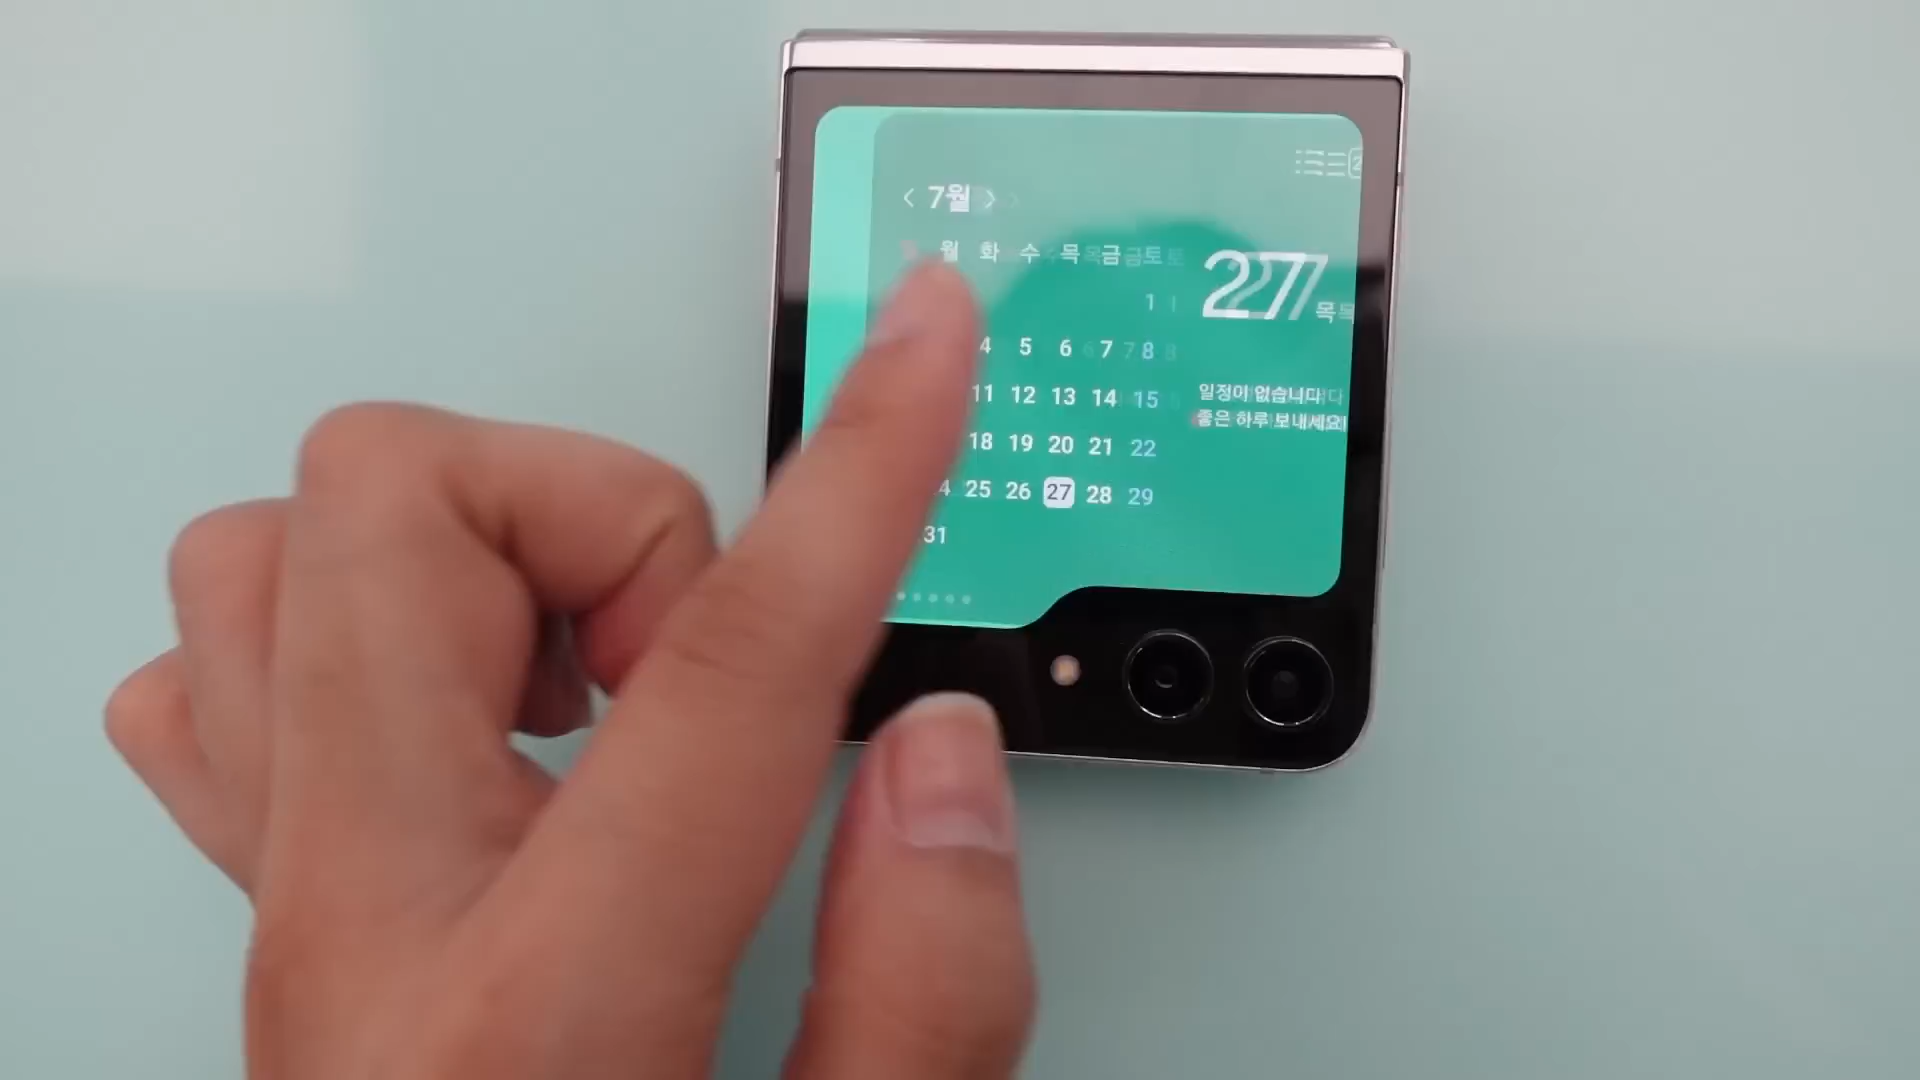 7월
월 화 수 목 금 토
1
4 5 6 7 8
11 12 13 14 15
18 19 20 21 22
25 26 27 28 29
31
27 목
일정이 없습니다
좋은 하루 보내세요!